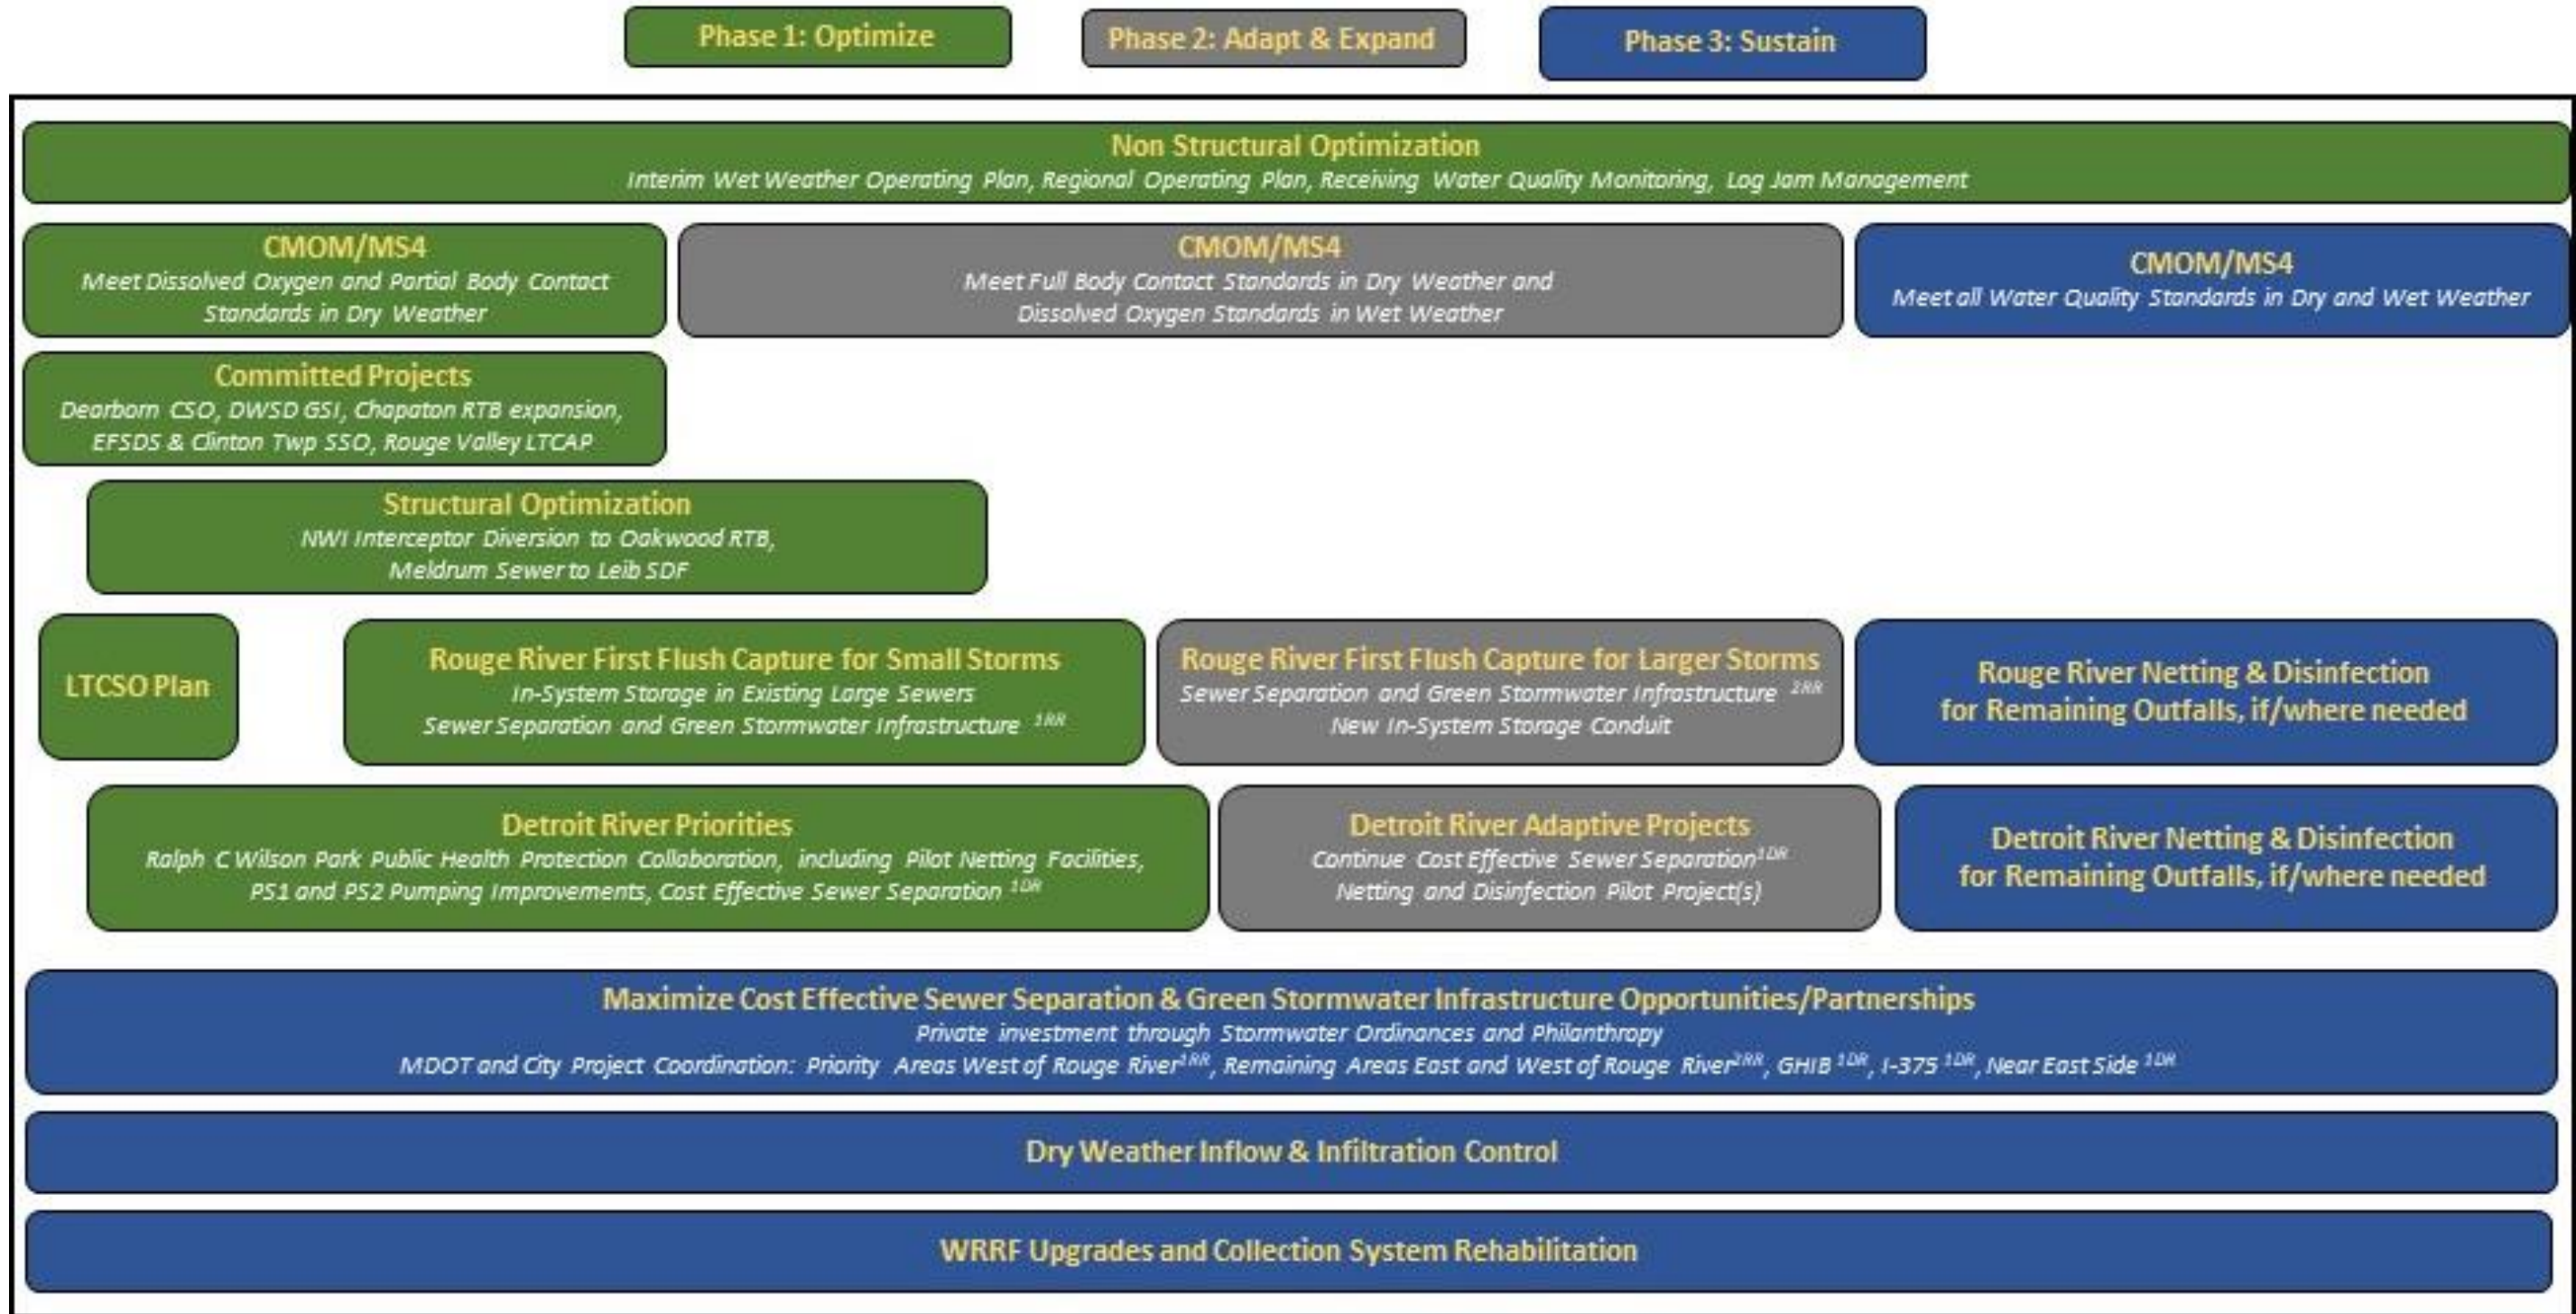 Phase 1: Optimize
Phase 2: Adapt & Expand
Phase 3: Sustain
Non Structural Optimization
Interim Wet Weather Operating Plan, Regional Operating Plan, Receiving Water Quality Monitoring, Log Jam Management
CMOM/MS4
Meet Dissolved Oxygen and Partial Body Contact
Standards in Dry Weather
CMOM/MS4
Meet Full Body Contact Standards in Dry Weather and
Dissolved Oxygen Standards in Wet Weather
CMOM/MS4
Meet all Water Quality Standards in Dry and Wet Weather
Committed Projects
Dearborn CSO, DWSD GSI, Chapaton RTB expansion,
EFSDS & Clinton Twp SSO, Rouge Valley LTCAP
Structural Optimization
NWI Interceptor Diversion to Oakwood RTB,
Meldrum Sewer to Leib SDF
LTCSO Plan
Rouge River First Flush Capture for Small Storms
In-System Storage in Existing Large Sewers
Sewer Separation and Green Stormwater Infrastructure 1RR
Rouge River First Flush Capture for Larger Storms
Sewer Separation and Green Stormwater Infrastructure 2RR
New In-System Storage Conduit
Rouge River Netting & Disinfection
for Remaining Outfalls, if/where needed
Detroit River Priorities
Ralph C Wilson Park Public Health Protection Collaboration, including Pilot Netting Facilities,
PS1 and PS2 Pumping Improvements, Cost Effective Sewer Separation 1DR
Detroit River Adaptive Projects
Continue Cost Effective Sewer Separation1DR
Netting and Disinfection Pilot Project(s)
Detroit River Netting & Disinfection
for Remaining Outfalls, if/where needed
Maximize Cost Effective Sewer Separation & Green Stormwater Infrastructure Opportunities/Partnerships
Private investment through Stormwater Ordinances and Philanthropy
MDOT and City Project Coordination: Priority Areas West of Rouge River1RR, Remaining Areas East and West of Rouge River2RR, GHIB 1DR, I-375 1DR, Near East Side 1DR
Dry Weather Inflow & Infiltration Control
WRRF Upgrades and Collection System Rehabilitation